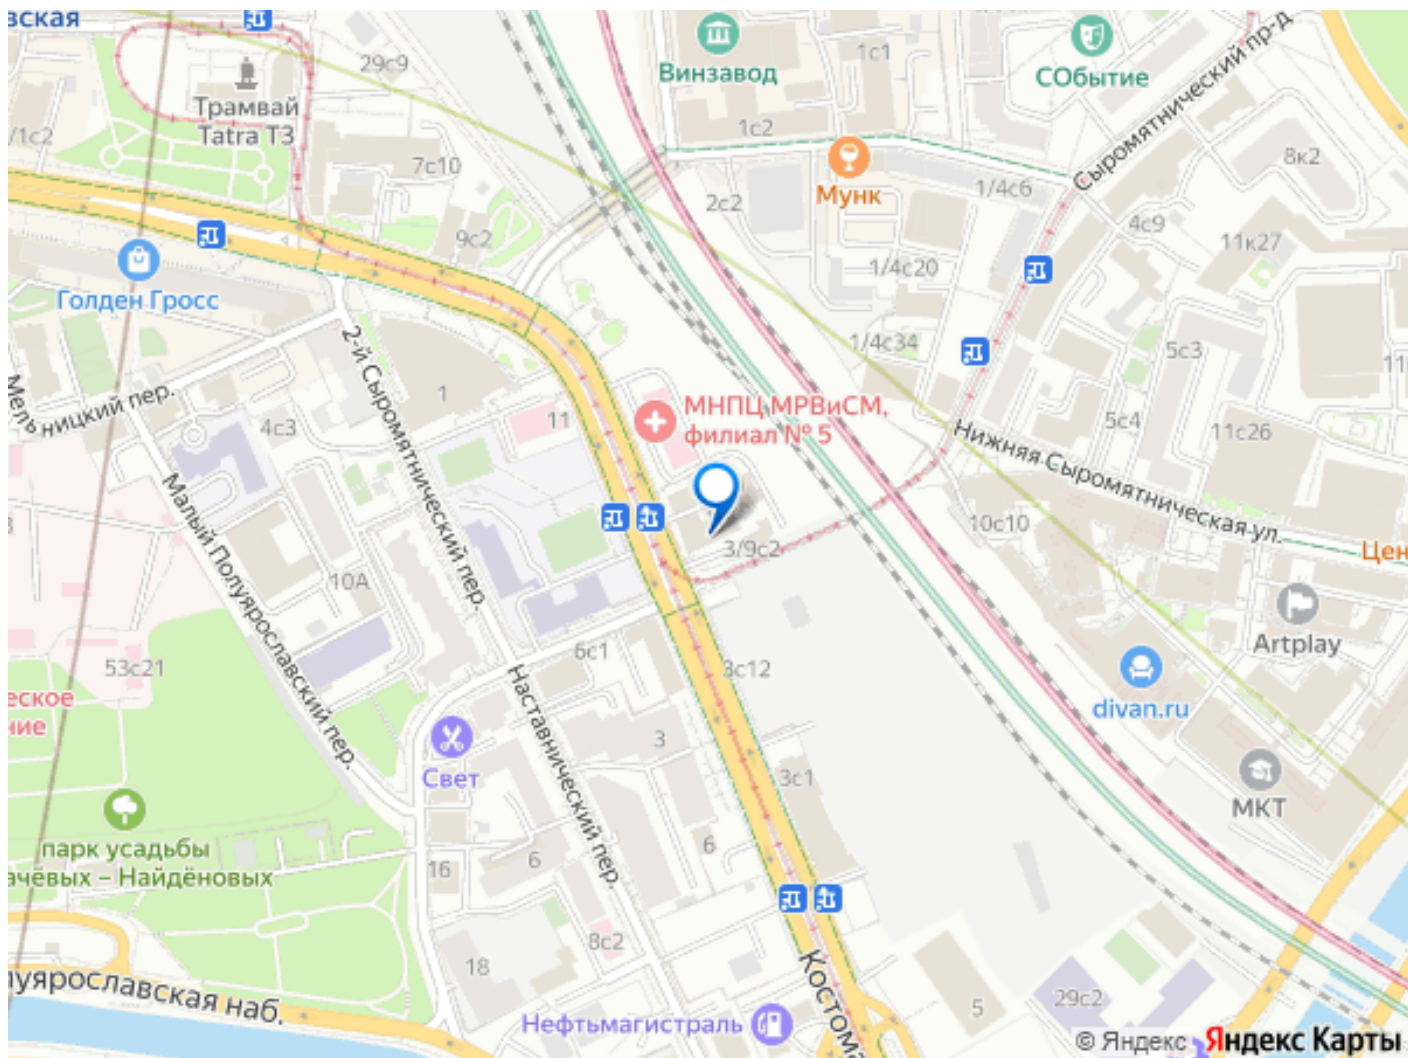 вская
29с9
Винзавод
1с1
СОбытие
Сыромятнический пр-д
Трамвай
Tatra T3
/1с2
1с2
7с10
8к2
Мунк
1/4с6
2с2
4с9
9с2
11к27
1/4с20
Голден Гросс
1/4с34
5с3
2-й Сыромятнический пер.
Мельницкий пер.
1
11
4с3
МНПЦ МРВиСМ,
филиал № 5
5с4
11с26
Нижняя Сыромятническая ул.
Малый Полуярославский пер.
10с10
3/9с2
Цен
10А
Artplay
53с21
6с1
3с12
еское
ние
divan.ru
Наставнический пер.
3
Свет
3с1
МКТ
парк усадьбы
ачёвых – Найдёновых
16
6
6
8с2
18
луярославская наб.
Костома
5
29с2
Нефтьмагистраль
© Яндекс Яндекс Карты